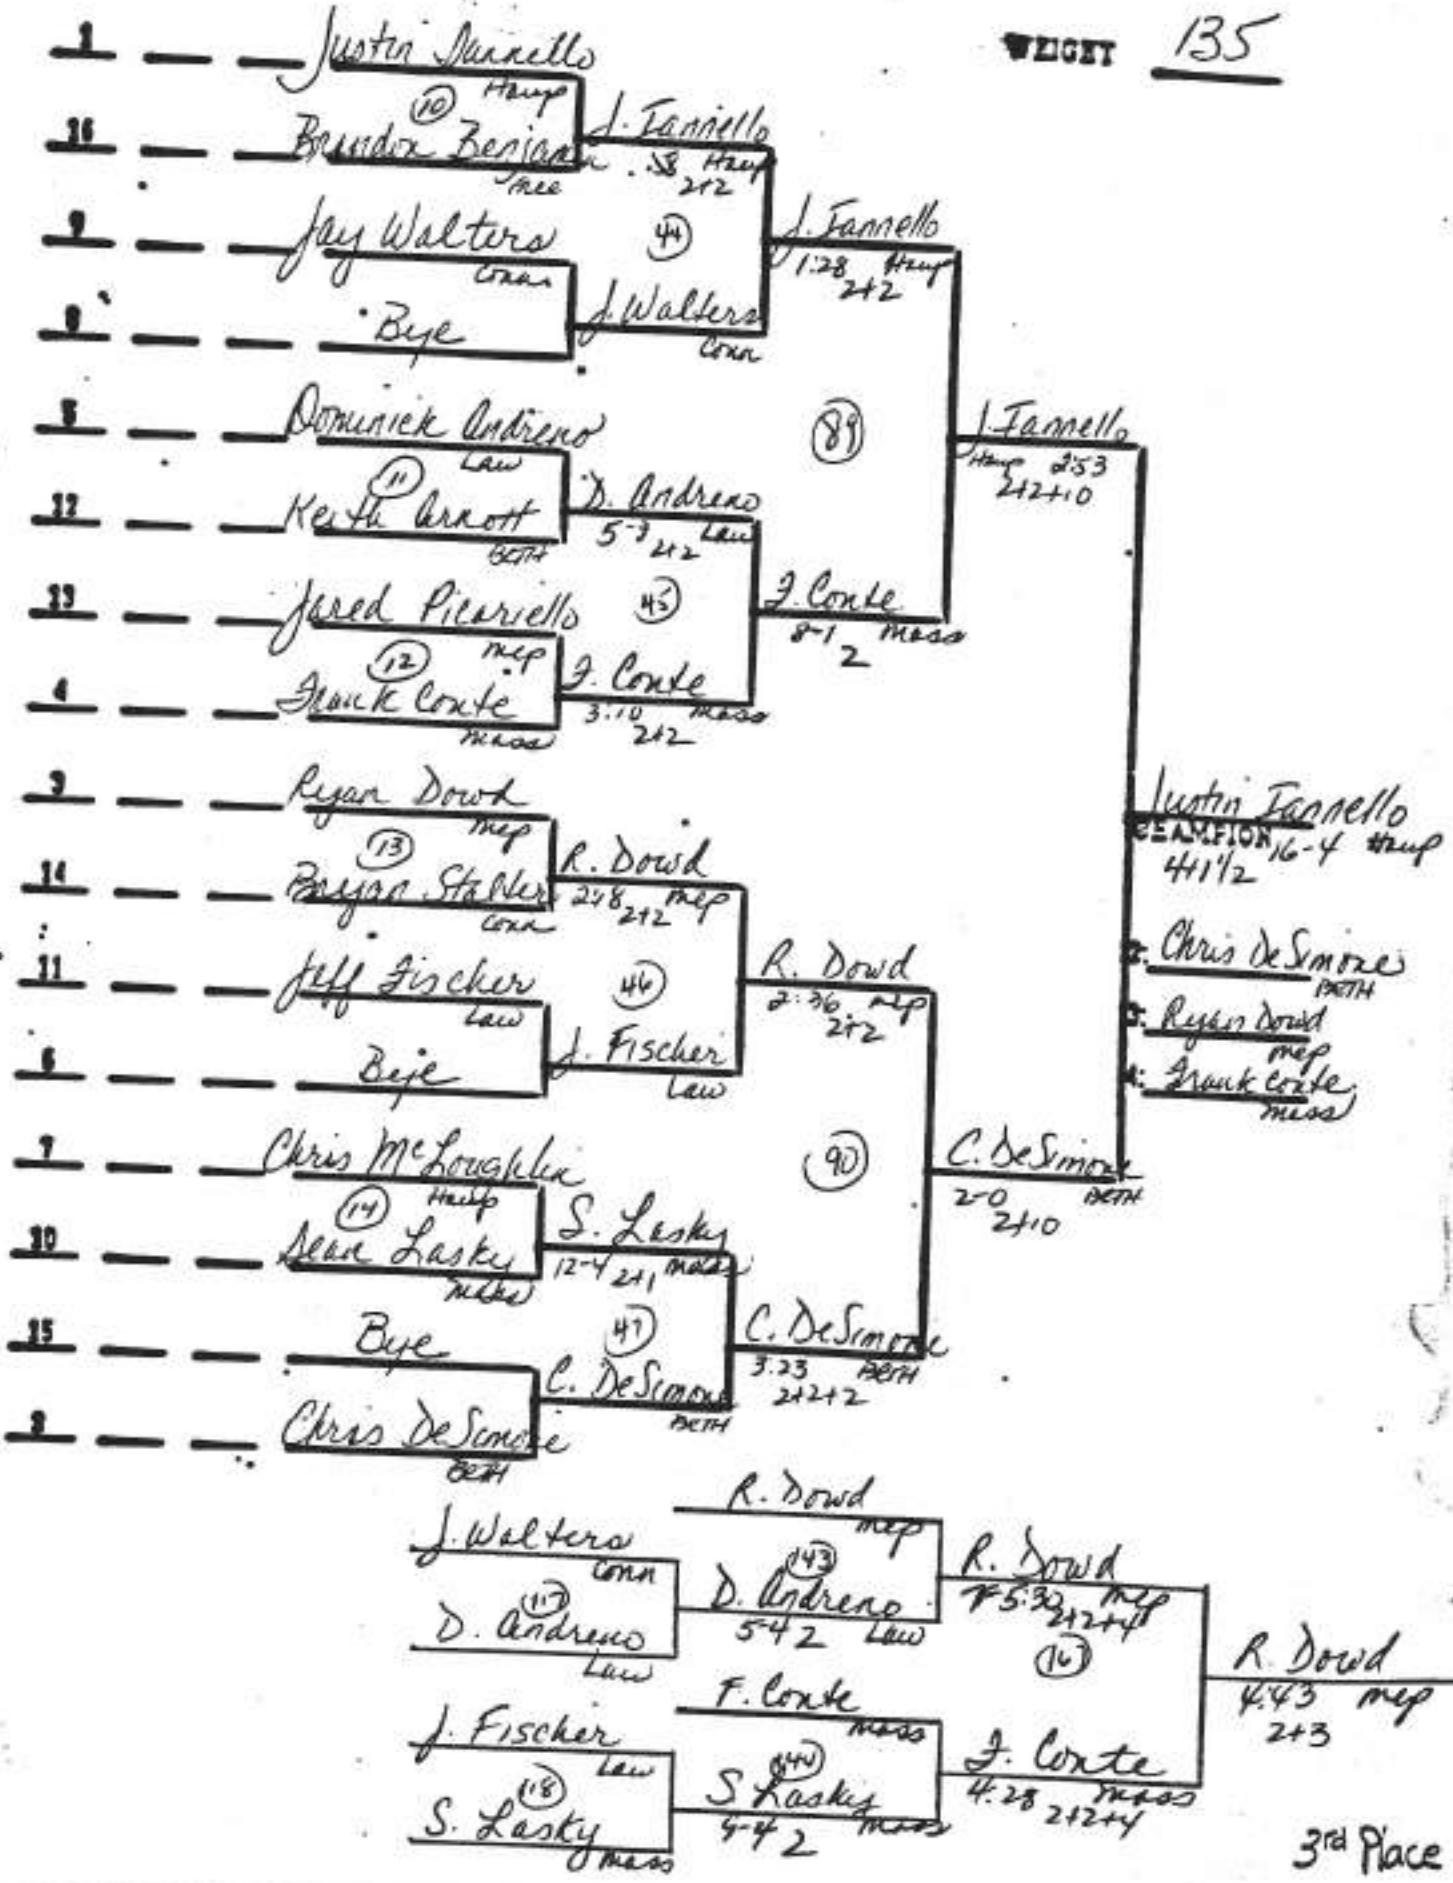 WEIGHT 135
1 Justin Iannello
Haup
10
16 Brandon Benjamin
J. Iannello
:58 Haup
2+2
9 Jay Walters
Conn
44
J. Iannello
1:28 Haup
2+2
8 Bye
J. Walters
Conn
5 Dominick Andreno
Law
11
89
J. Iannello
Haup 2:53
2+2+10
12 Keith Arnott
BETH
D. Andreno
Law
2+2
13 Jared Picariello
mep
45
F. Conte
8-1 mass
2
12
4 Frank Conte
mass
F. Conte
3:10 mass
2+2
3 Ryan Dowd
mep
Justin Iannello
CHAMPION 16-4 Haup
4+1 1/2
13
14 Bryan Stalter
Conn
R. Dowd
2:18 mep
2+2
11 Jeff Fischer
Law
46
R. Dowd
2:36 mep
2+2
2. Chris DeSimone
BETH
3. Ryan Dowd
mep
4. Frank Conte
mass
6 Bye
J. Fischer
Law
7 Chris McLoughlin
Haup
14
90
C. DeSimone
2-0 BETH
2+10
10 Sean Lasky
mass
S. Lasky
12-4 2+1 mass
15 Bye
47
C. DeSimone
3:23 BETH
2+2+2
C. DeSimone
BETH
Chris DeSimone
BETH
R. Dowd
mep
J. Walters
Conn
143
R. Dowd
5:30 mep
2+2+4
117
D. Andreno
Law
D. Andreno
5-4 2 Law
167
R. Dowd
4:43 mep
2+3
F. Conte
mass
J. Fischer
Law
144
F. Conte
4:28 mass
2+2+4
118
S. Lasky
mass
S. Lasky
2 mass
3rd Place